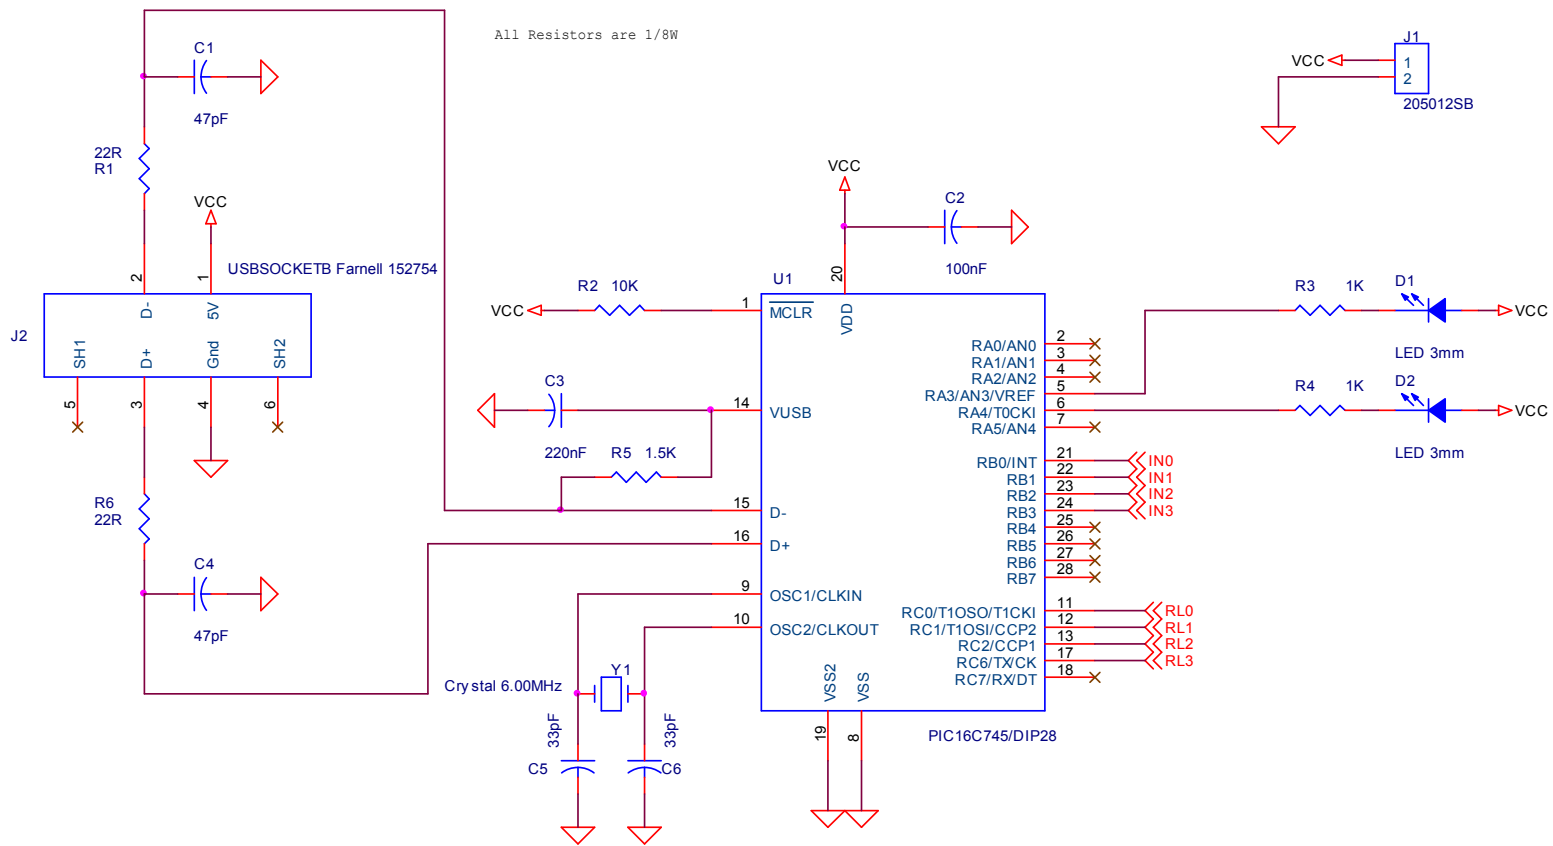 All Resistors are 1/8W
C1
47pF
22R
R1
VCC
USBSOCKETB Farnell 152754
2
1
D-
5V
J2
SH1
D+
Gnd
SH2
5
3
4
6
R6
22R
C4
47pF
J1
VCC
1
2
205012SB
VCC
C2
100nF
20
U1
R2 10K
VCC
1
MCLR
VDD
C3
220nF
14
VUSB
R5 1.5K
15
D-
16
D+
9
OSC1/CLKIN
10
OSC2/CLKOUT
Y1
Crystal 6.00MHz
33pF
33pF
C5
C6
VSS2
VSS
19
8
PIC16C745/DIP28
RA0/AN0 2
RA1/AN1 3
RA2/AN2 4
RA3/AN3/VREF 5
RA4/T0CKI 6
RA5/AN4 7
RB0/INT 21 IN0
RB1 22 IN1
RB2 23 IN2
RB3 24 IN3
RB4 25
RB5 26
RB6 27
RB7 28
RC0/T1OSO/T1CKI 11 RL0
RC1/T1OSI/CCP2 12 RL1
RC2/CCP1 13 RL2
RC6/TX/CK 17 RL3
RC7/RX/DT 18
R3 1K
D1
VCC
LED 3mm
R4 1K
D2
VCC
LED 3mm